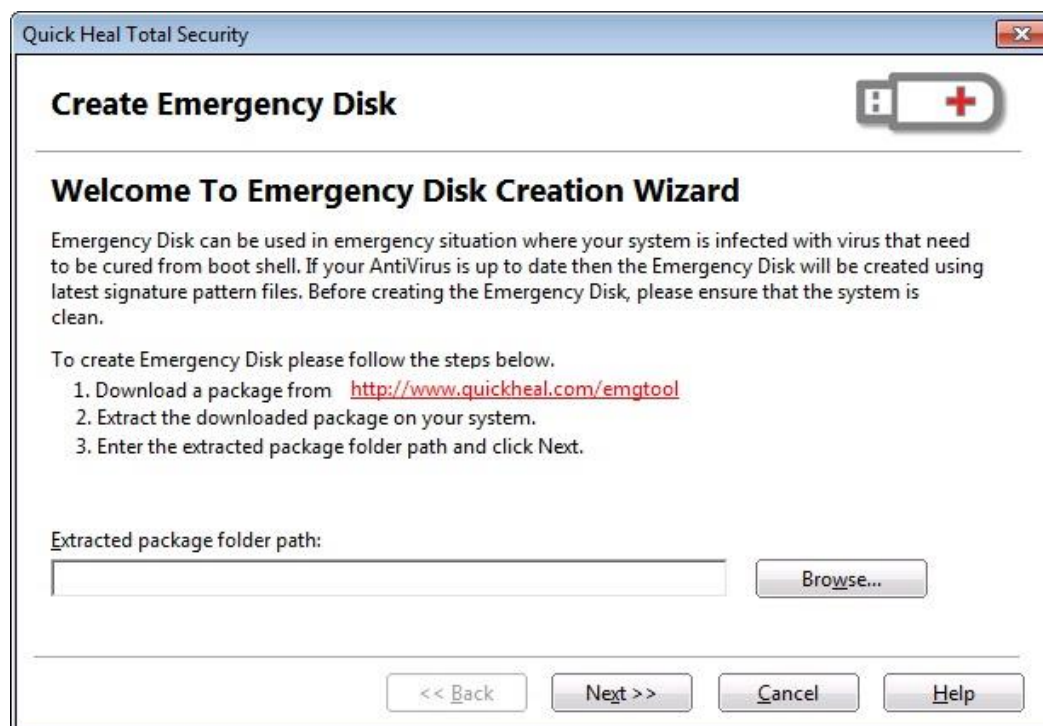 Quick Heal Total Security
Create Emergency Disk
Welcome To Emergency Disk Creation Wizard
Emergency Disk can be used in emergency situation where your system is infected with virus that need
to be cured from boot shell. If your AntiVirus is up to date then the Emergency Disk will be created using
latest signature pattern files. Before creating the Emergency Disk, please ensure that the system is
clean.
To create Emergency Disk please follow the steps below.
1. Download a package from http://www.quickheal.com/emgtool
2. Extract the downloaded package on your system.
3. Enter the extracted package folder path and click Next.
Extracted package folder path:
Browse...
<< Back
Next >>
Cancel
Help